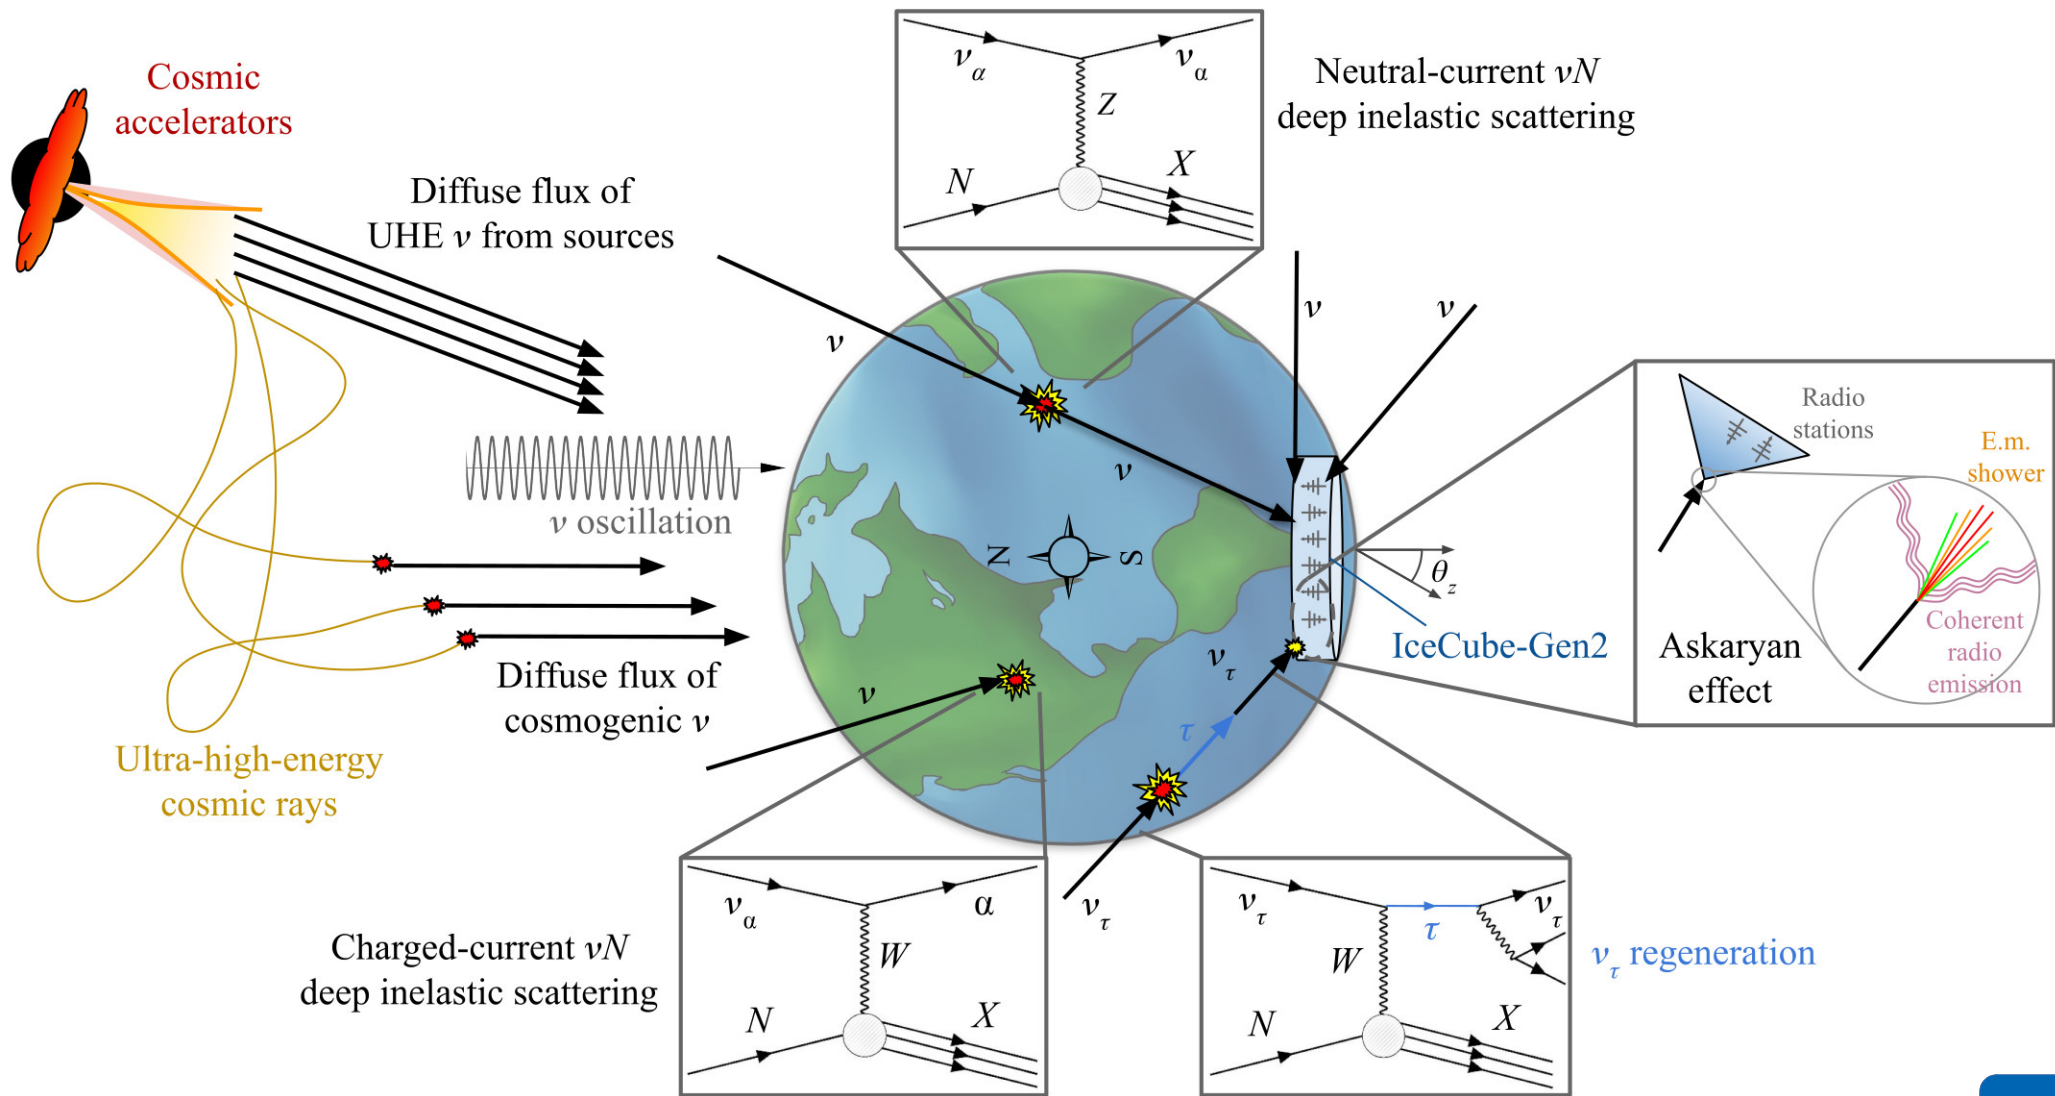 Cosmic
accelerators
Diffuse flux of
UHE ν from sources
ν_α
ν_α
Z
N
X
Neutral-current νN
deep inelastic scattering
ν
ν
ν
ν
ν oscillation
N
S
θ_z
IceCube-Gen2
Radio
stations
E.m.
shower
Coherent
radio
emission
Askaryan
effect
Diffuse flux of
cosmogenic ν
Ultra-high-energy
cosmic rays
ν
ν_τ
τ
ν_τ
ν_α
α
W
N
X
Charged-current νN
deep inelastic scattering
ν_τ
τ
ν_τ
W
N
X
ν_τ regeneration